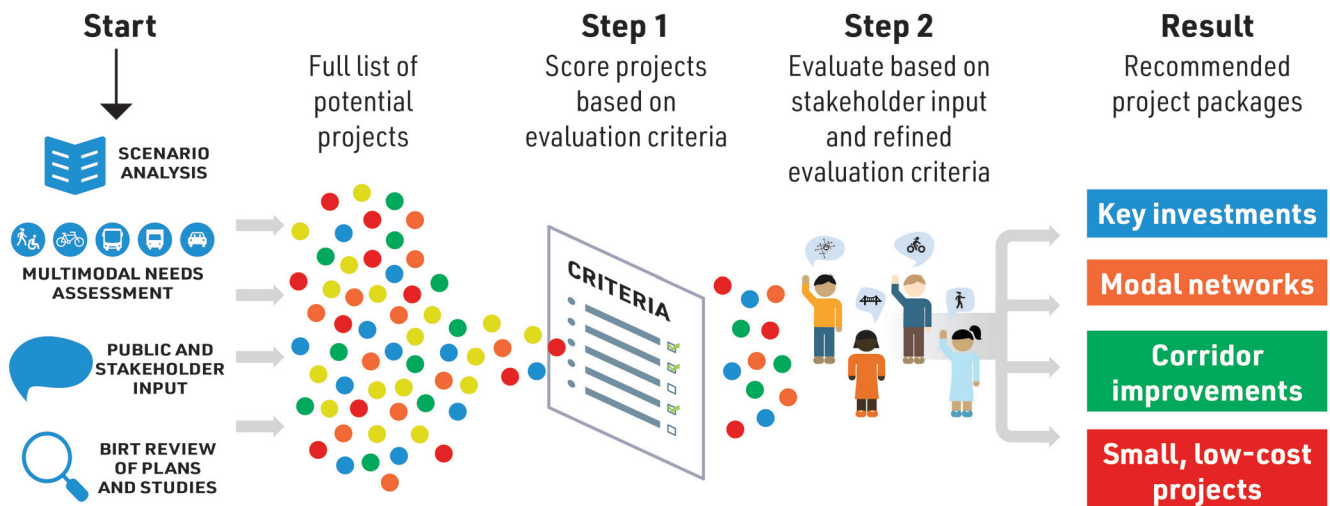 Start
SCENARIO
ANALYSIS
MULTIMODAL NEEDS
ASSESSMENT
PUBLIC AND
STAKEHOLDER
INPUT
BIRT REVIEW
OF PLANS
AND STUDIES
Full list of
potential
projects
Step 1
Score projects
based on
evaluation criteria
CRITERIA
Step 2
Evaluate based on
stakeholder input
and refined
evaluation criteria
Result
Recommended
project packages
Key investments
Modal networks
Corridor
improvements
Small, low-cost
projects